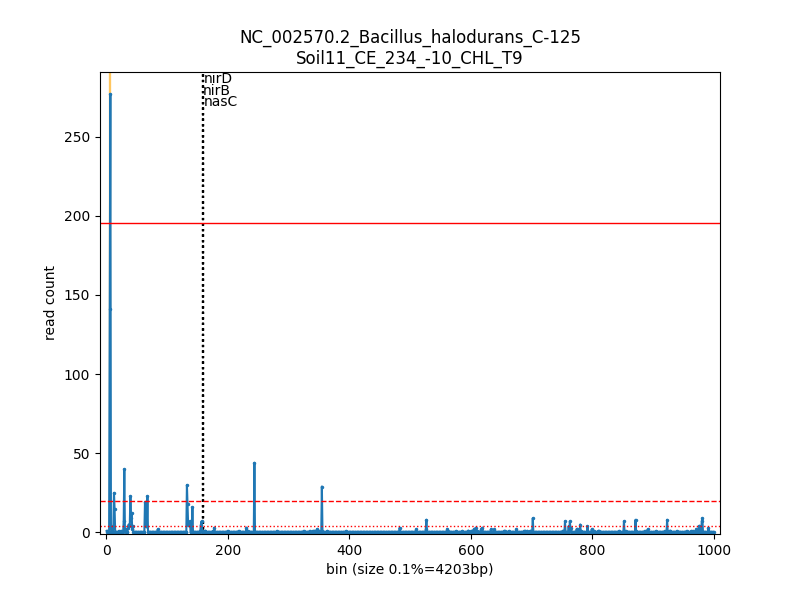 NC_002570.2_Bacillus_halodurans_C-125
Soil11_CE_234_-10_CHL_T9
nirD
nirB
nasC
250
200
150
100
50
0
read count
0 200 400 600 800 1000
bin (size 0.1%=4203bp)